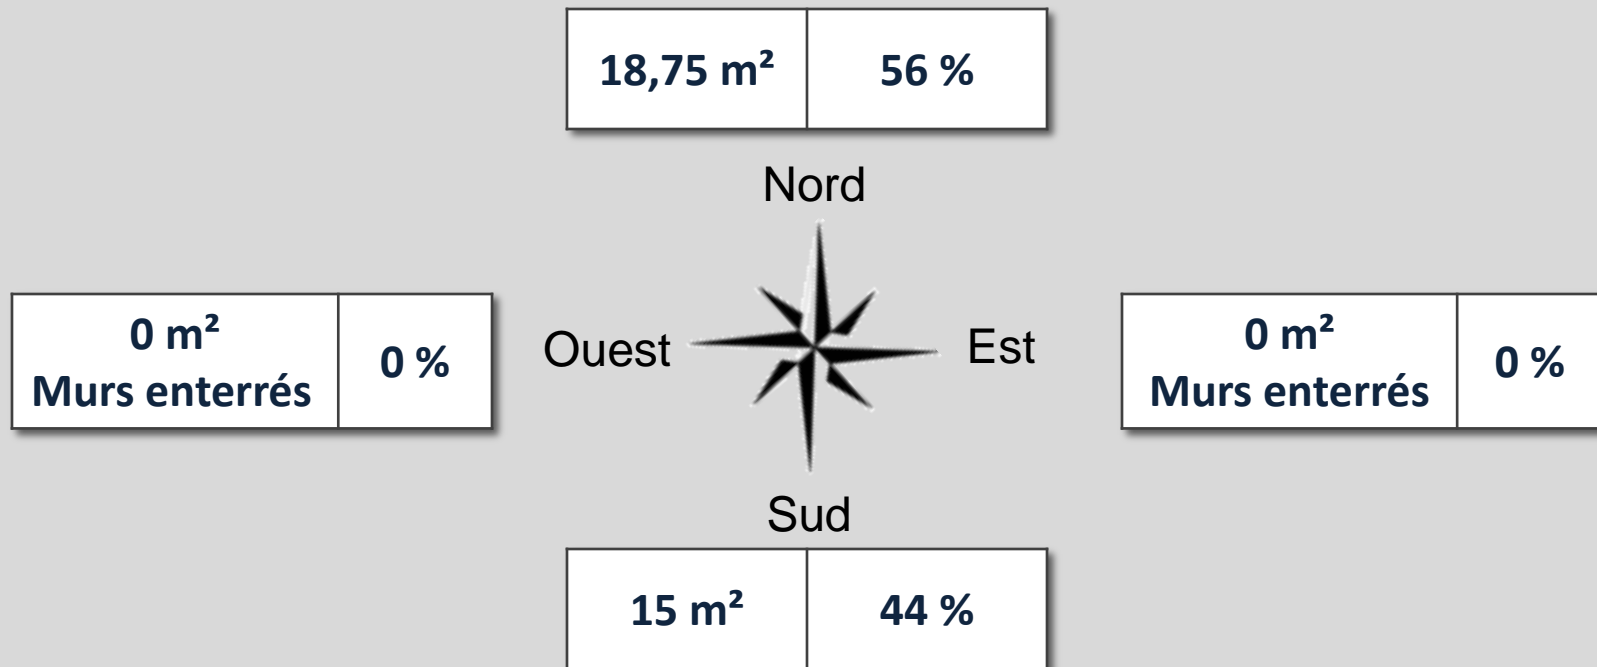 18,75 m² 56 %
Nord
0 m²
Murs enterrés
0 %
Ouest
Est
0 m²
Murs enterrés
0 %
Sud
15 m² 44 %